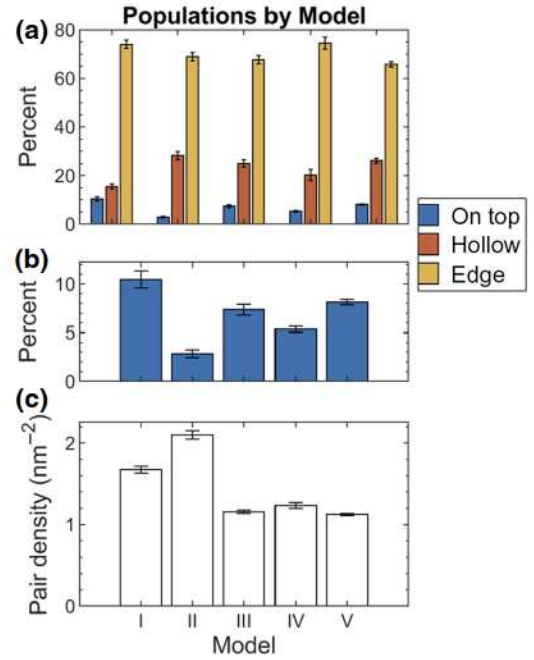 Populations by Model
(a)
80
60
40
20
0
Percent
On top
Hollow
Edge
(b)
10
5
0
Percent
(c)
2
1
0
Pair density (nm⁻²)
I II III IV V
Model